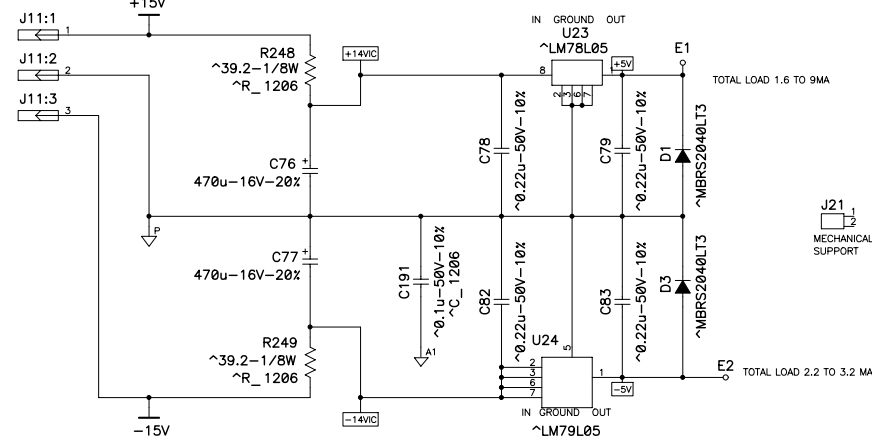 +15V
J11:1
1
J11:2
2
J11:3
3
R248
^39.2-1/8W
^R_1206
+14VIC
C76
+
470u-16V-20%
P
C77
+
470u-16V-20%
R249
^39.2-1/8W
^R_1206
-14VIC
-15V
C191
^0.1u-50V-10%
^C_1206
A1
C78
^0.22u-50V-10%
C82
^0.22u-50V-10%
IN GROUND OUT
U23
^LM78L05
8
1
2
3
6
7
+5V
E1
TOTAL LOAD 1.6 TO 9MA
C79
^0.22u-50V-10%
D1
^MBRS2040LT3
C83
^0.22u-50V-10%
D3
^MBRS2040LT3
U24
5
2
3
6
7
1
IN GROUND OUT
^LM79L05
-5V
E2
TOTAL LOAD 2.2 TO 3.2 MA
J21
1
2
MECHANICAL
SUPPORT